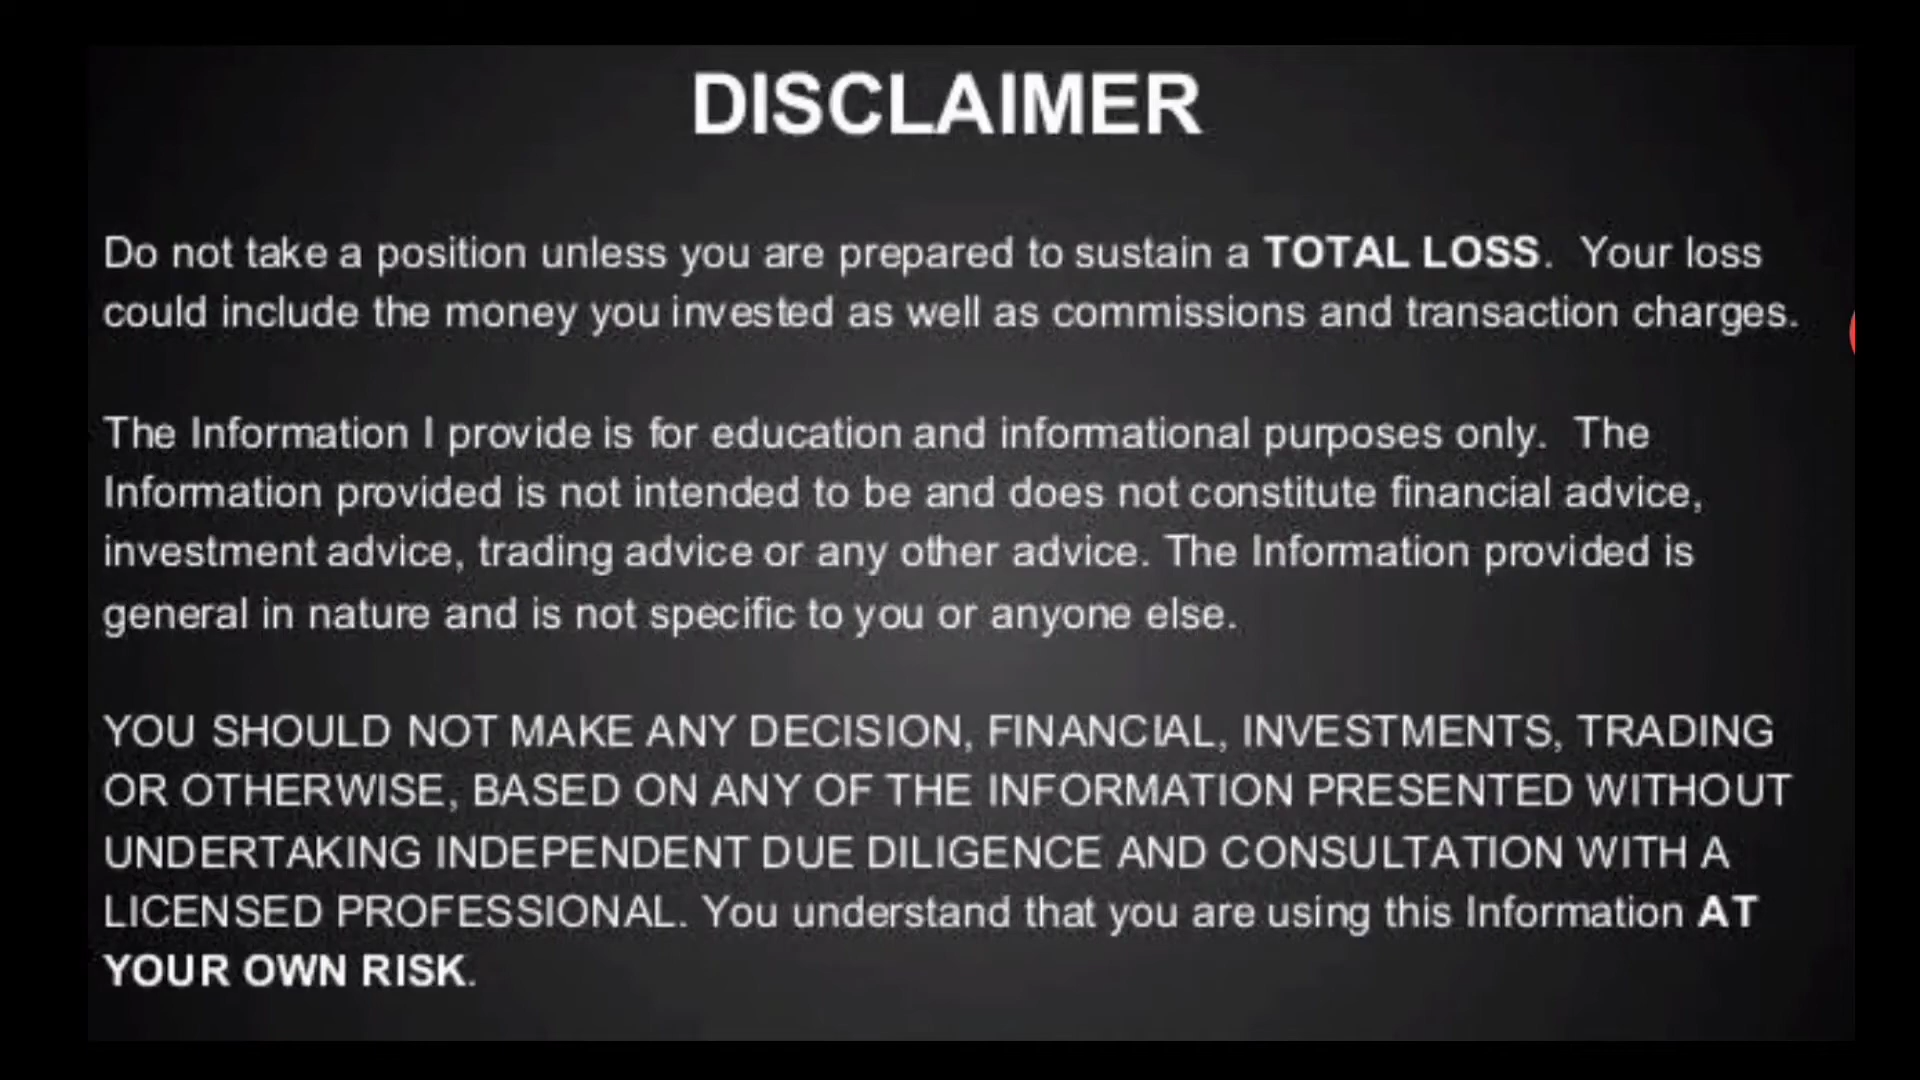 DISCLAIMER
Do not take a position unless you are prepared to sustain a TOTAL LOSS.  Your loss
could include the money you invested as well as commissions and transaction charges.
The Information I provide is for education and informational purposes only.  The
Information provided is not intended to be and does not constitute financial advice,
investment advice, trading advice or any other advice. The Information provided is
general in nature and is not specific to you or anyone else.
YOU SHOULD NOT MAKE ANY DECISION, FINANCIAL, INVESTMENTS, TRADING
OR OTHERWISE, BASED ON ANY OF THE INFORMATION PRESENTED WITHOUT
UNDERTAKING INDEPENDENT DUE DILIGENCE AND CONSULTATION WITH A
LICENSED PROFESSIONAL. You understand that you are using this Information AT
YOUR OWN RISK.